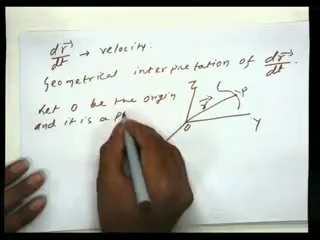 dr⃗/dt → velocity.
Geometrical interpretation of dr⃗/dt.
Let O be the origin
and it is a
Z
r⃗
P
O
Y